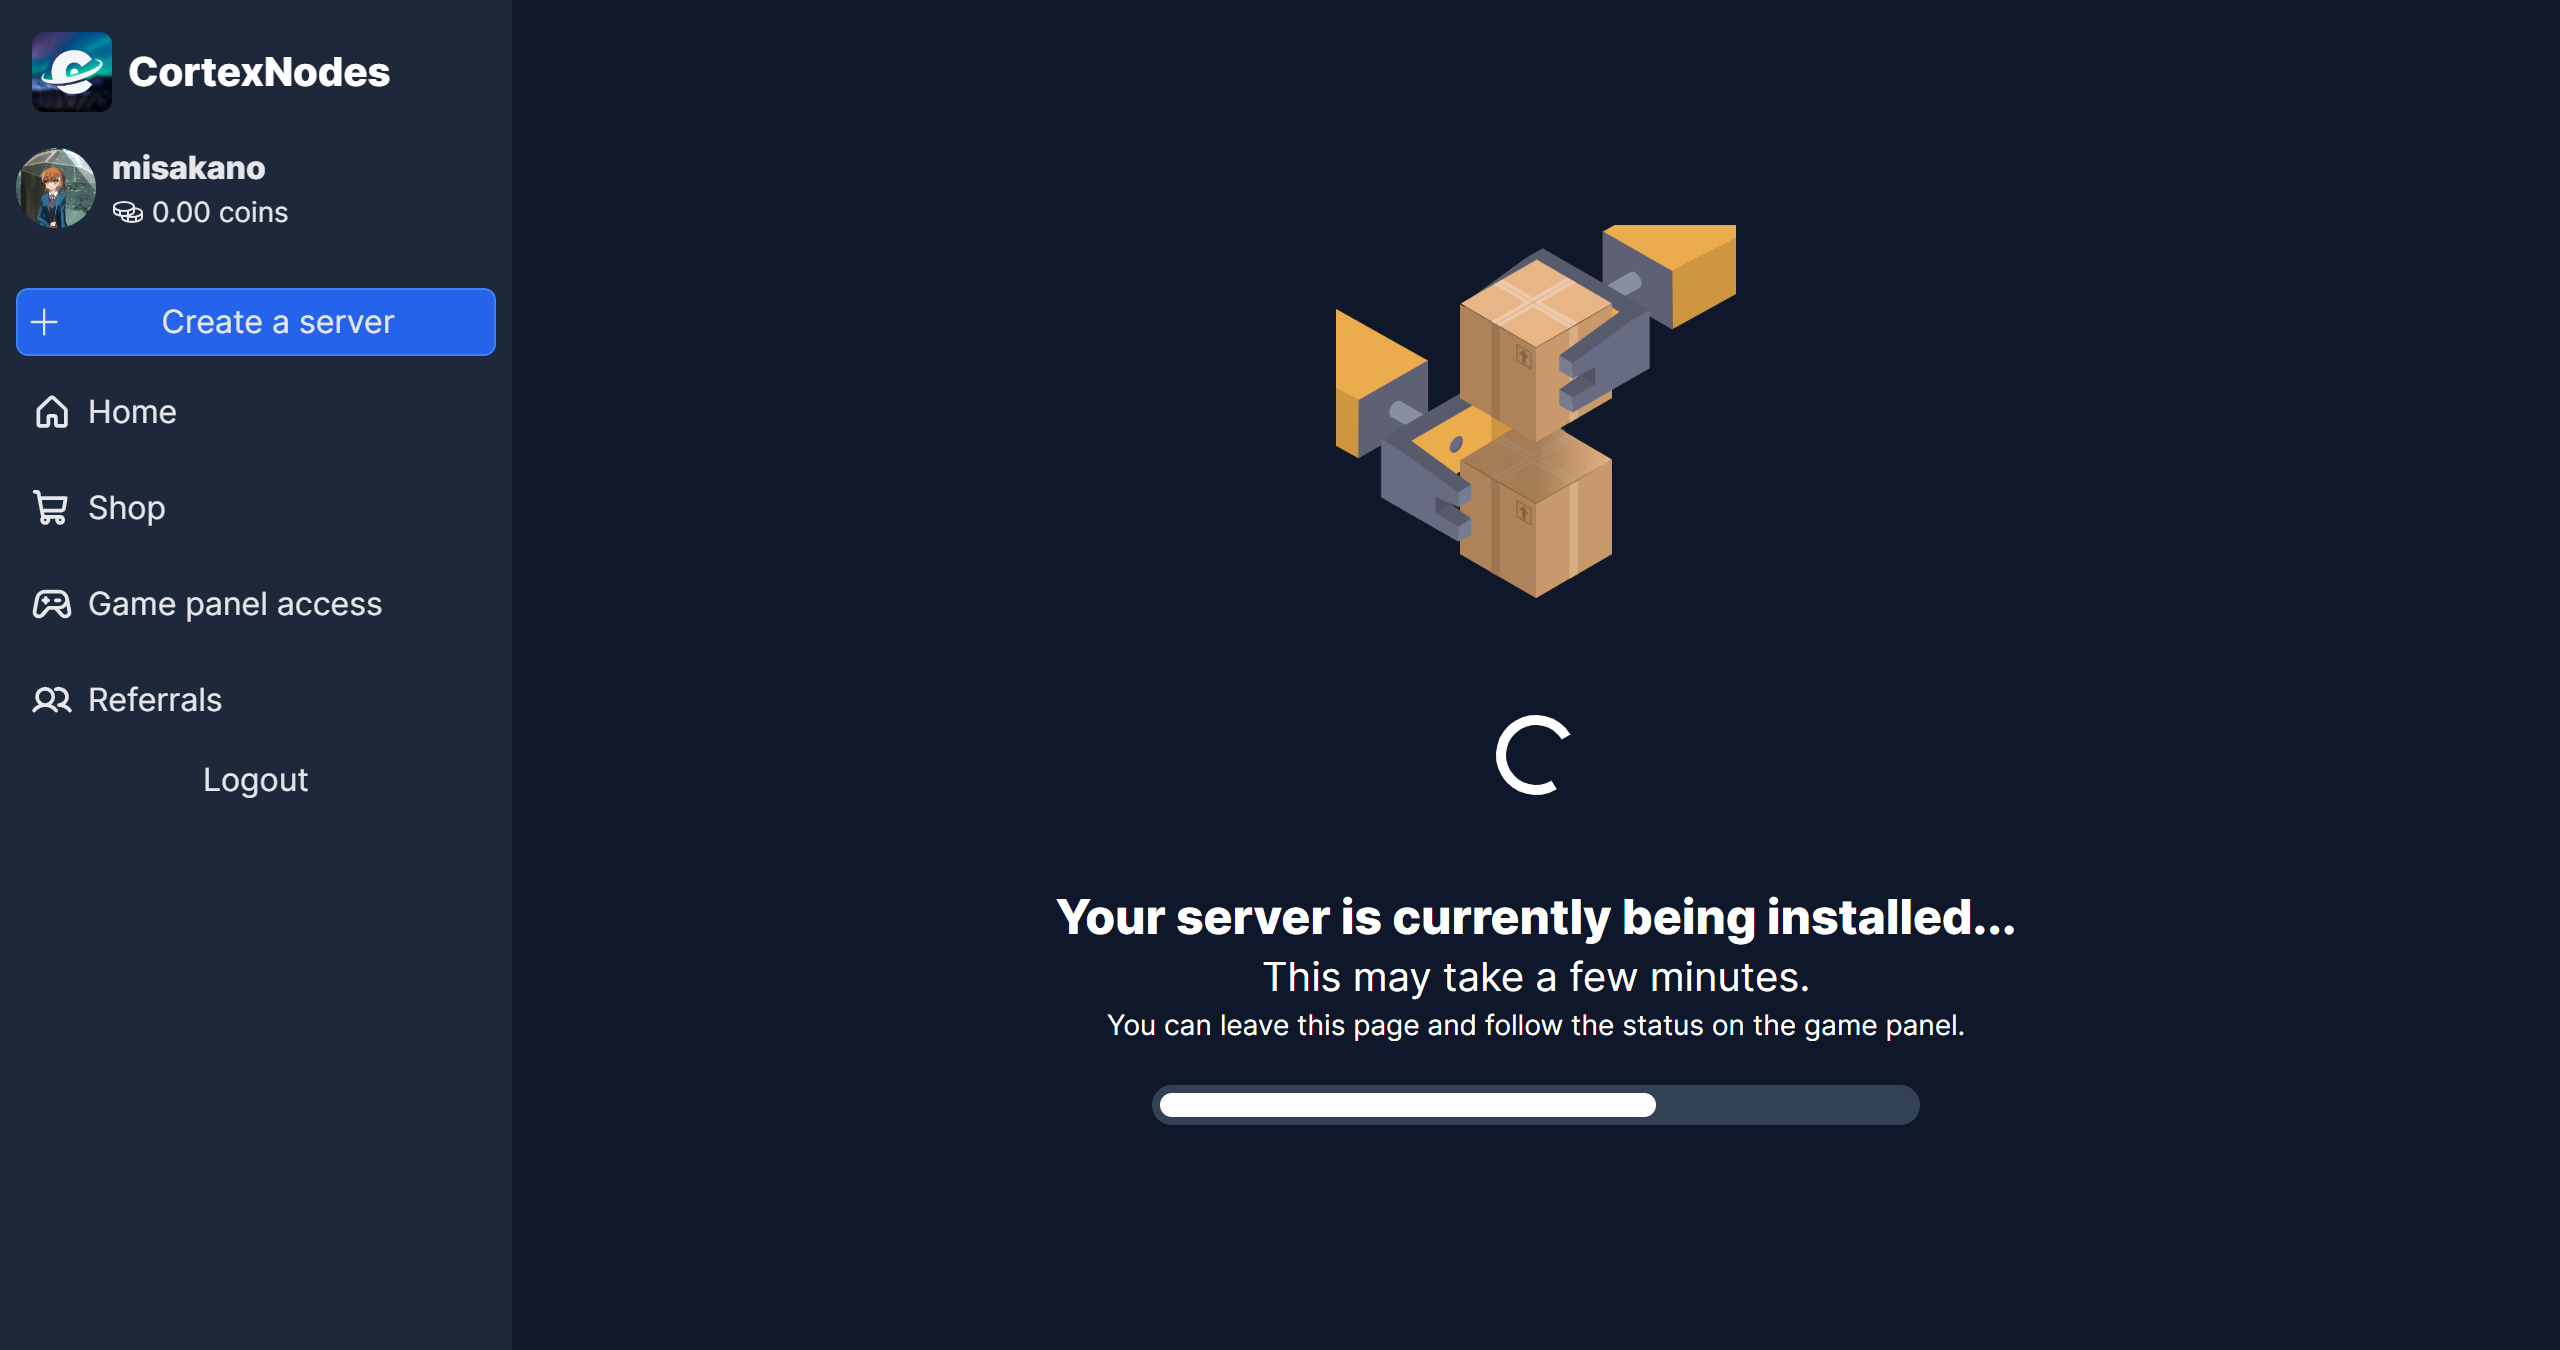 CortexNodes
misakano
0.00 coins
Create a server
Home
Shop
Game panel access
Referrals
Logout
Your server is currently being installed...
This may take a few minutes.
You can leave this page and follow the status on the game panel.